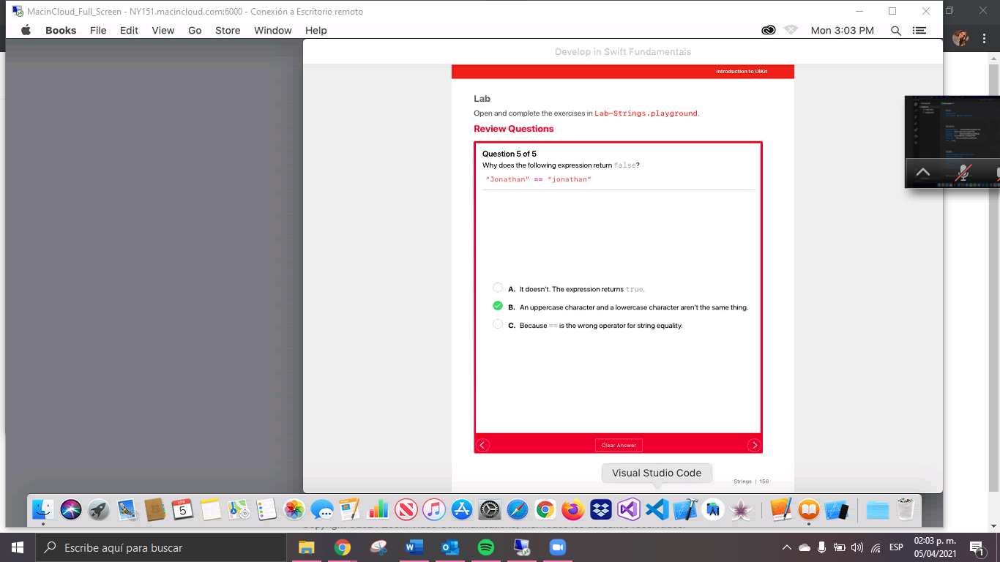 MacinCloud_Full_Screen - NY151.macincloud.com:6000 - Conexión a Escritorio remoto
Books File Edit View Go Store Window Help Mon 3:03 PM
Develop in Swift Fundamentals
Introduction to UIKit
Lab
Open and complete the exercises in Lab—Strings.playground.
Review Questions
Question 5 of 5
Why does the following expression return false?
“Jonathan” == “jonathan”
A. It doesn’t. The expression returns true.
B. An uppercase character and a lowercase character aren’t the same thing.
C. Because == is the wrong operator for string equality.
Clear Answer
Visual Studio Code
Strings | 156
APR
5
Escribe aquí para buscar
ESP
02:03 p. m.
05/04/2021
1